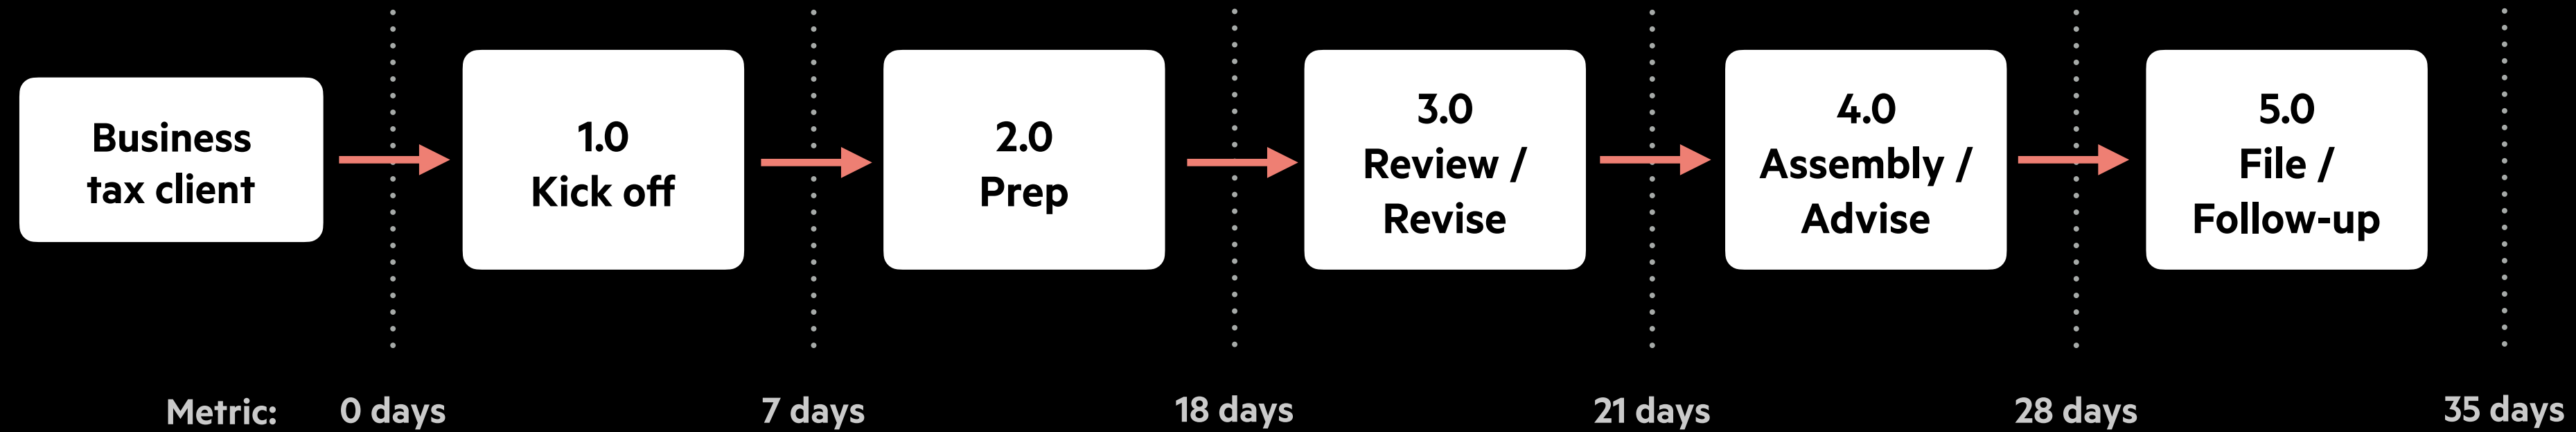 Business
tax client
1.0
Kick off
2.0
Prep
3.0
Review /
Revise
4.0
Assembly /
Advise
5.0
File /
Follow-up
Metric:
0 days
7 days
18 days
21 days
28 days
35 days